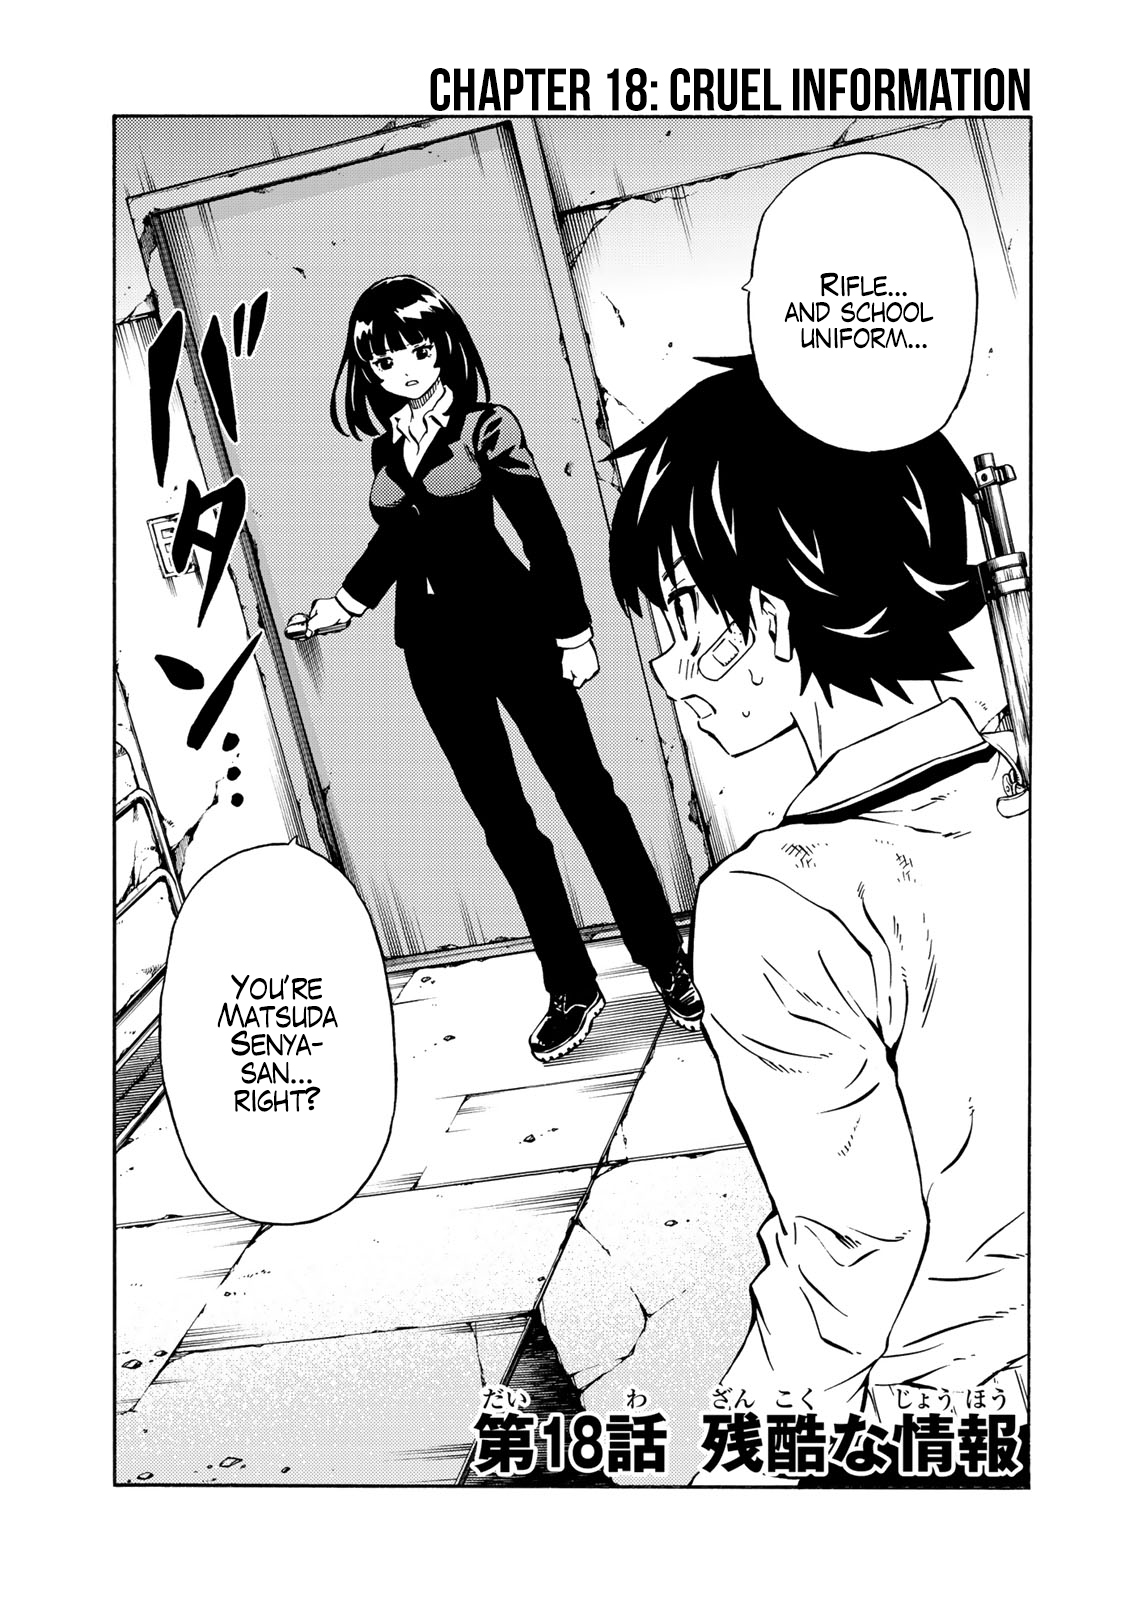 CHAPTER 18: CRUEL INFORMATION
RIFLE...
AND SCHOOL
UNIFORM...
バタン...
YOU'RE
MATSUDA
SENYA-
SAN...
RIGHT?
だい わ ざん こく じょう ほう
第18話 残酷な情報